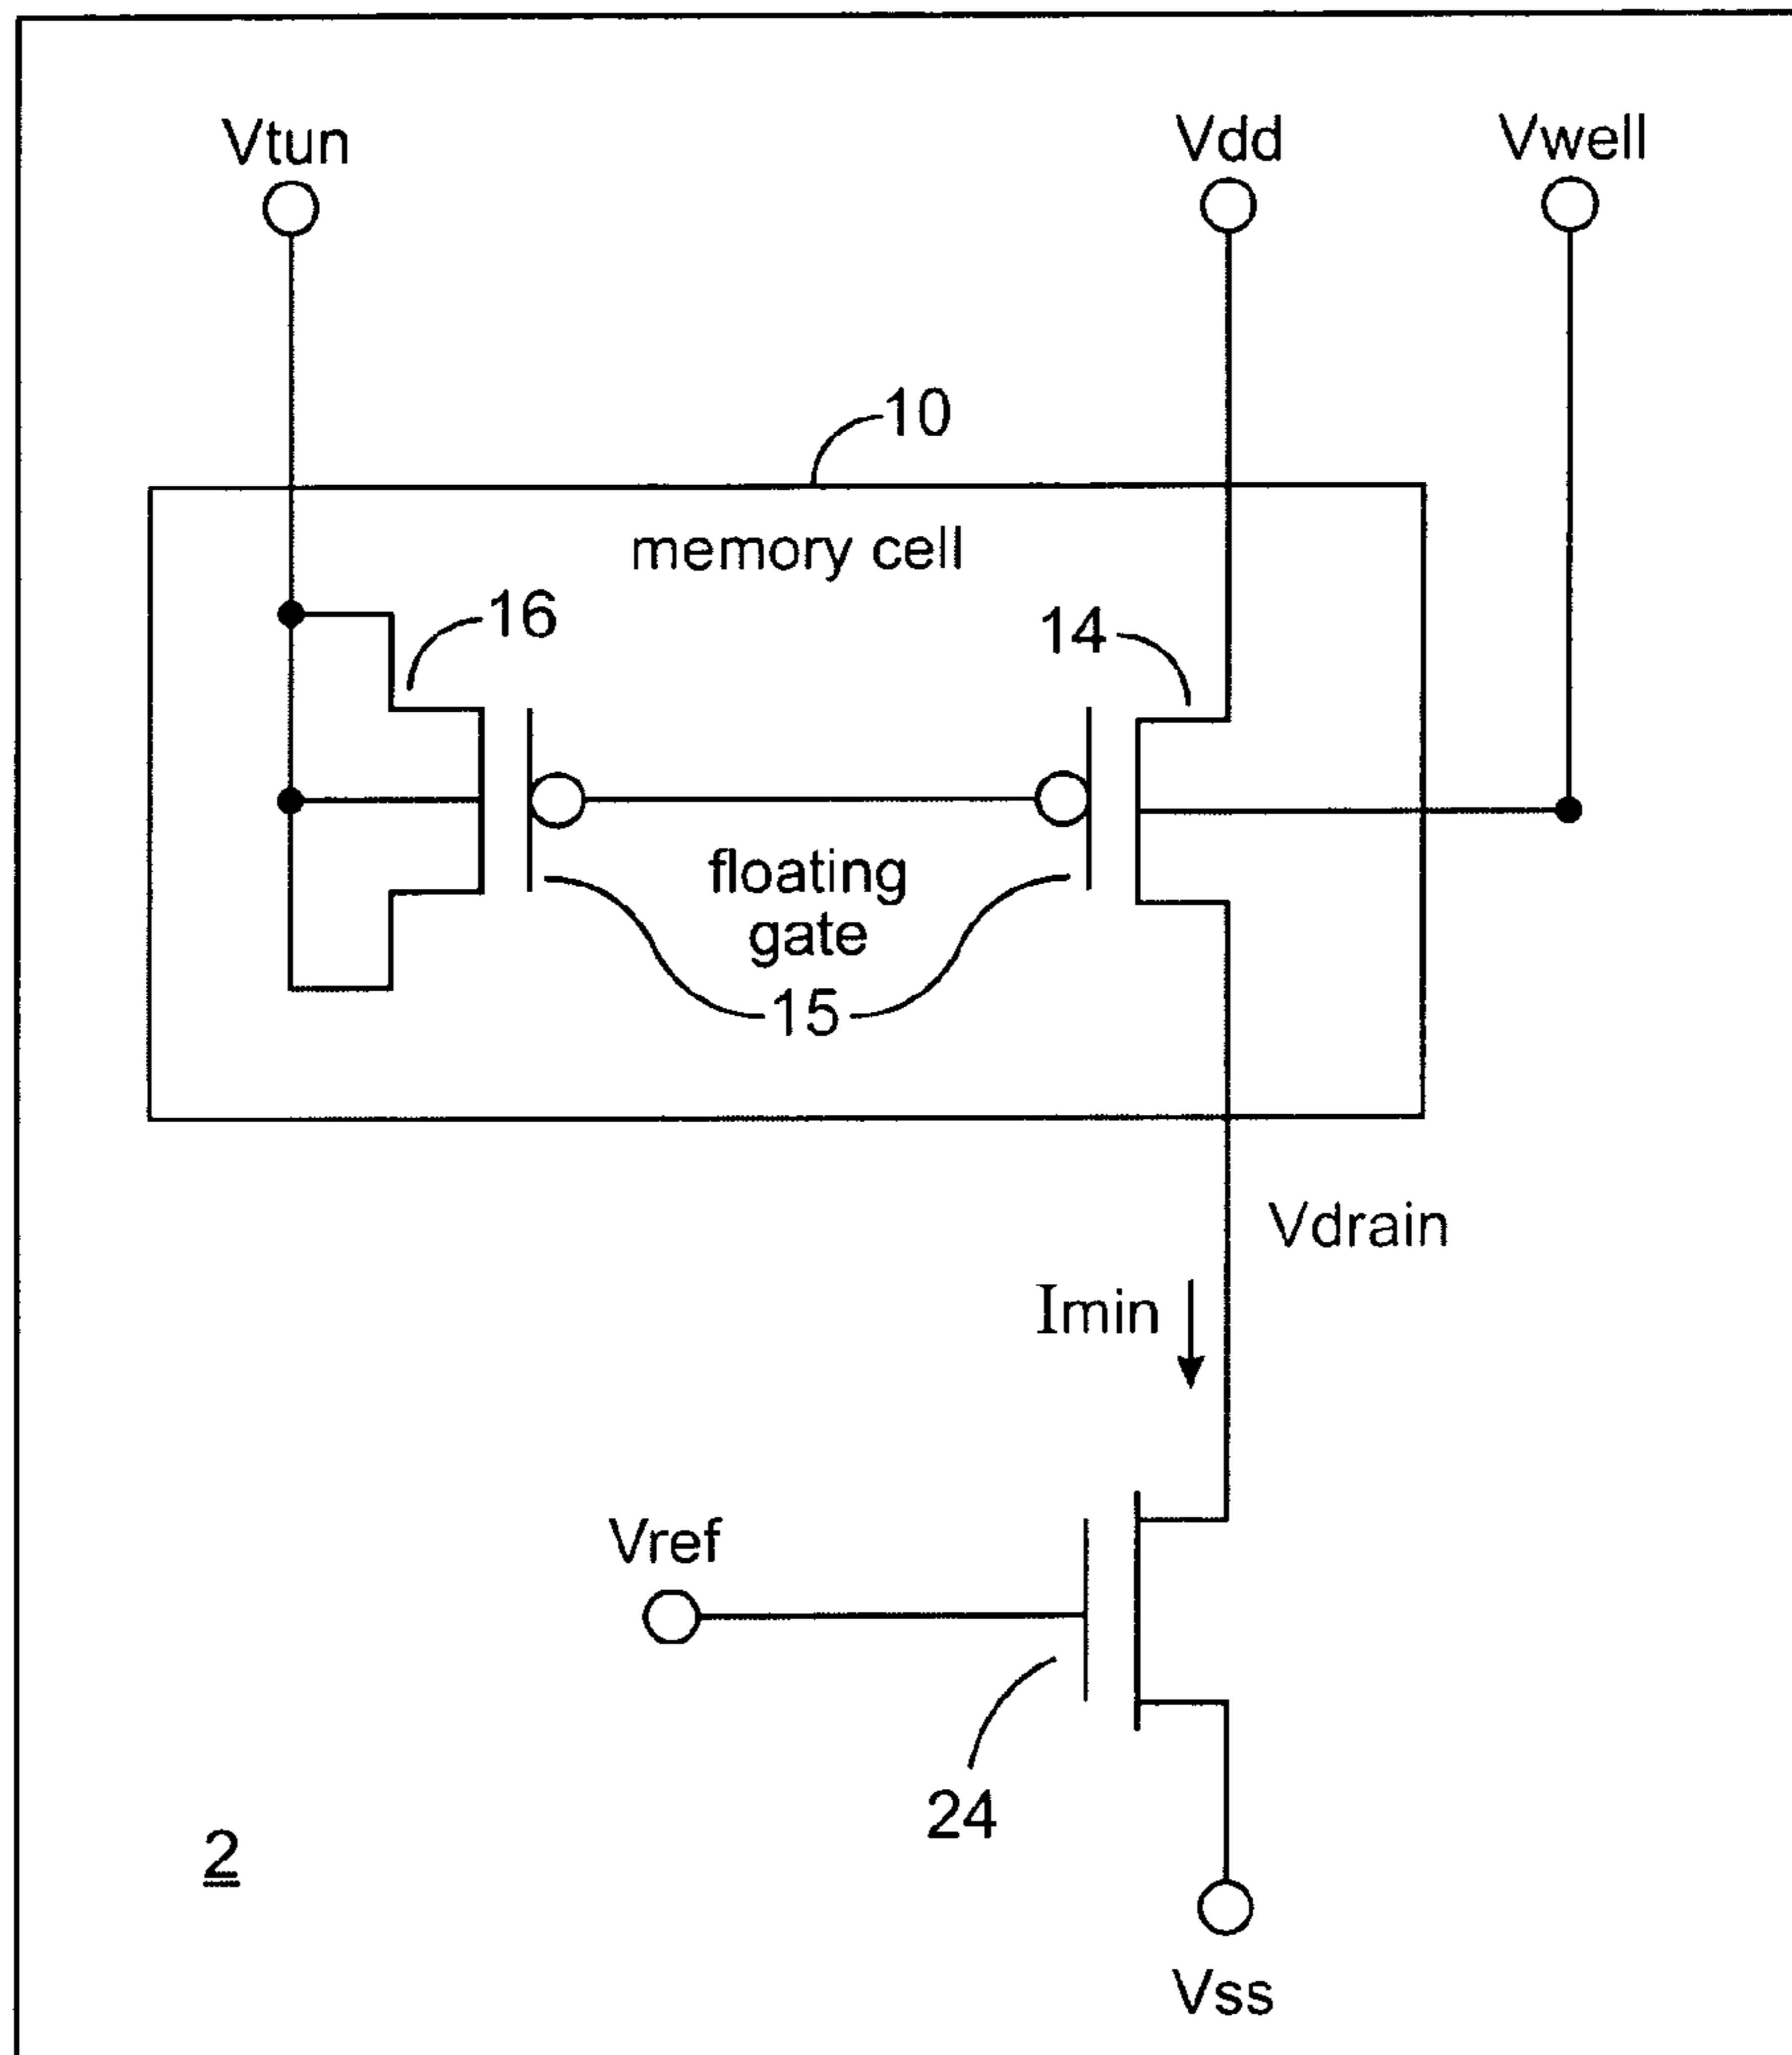 Vtun
Vdd
Vwell
10
memory cell
16
14
floating
gate
15
Vdrain
Imin
Vref
24
2
Vss